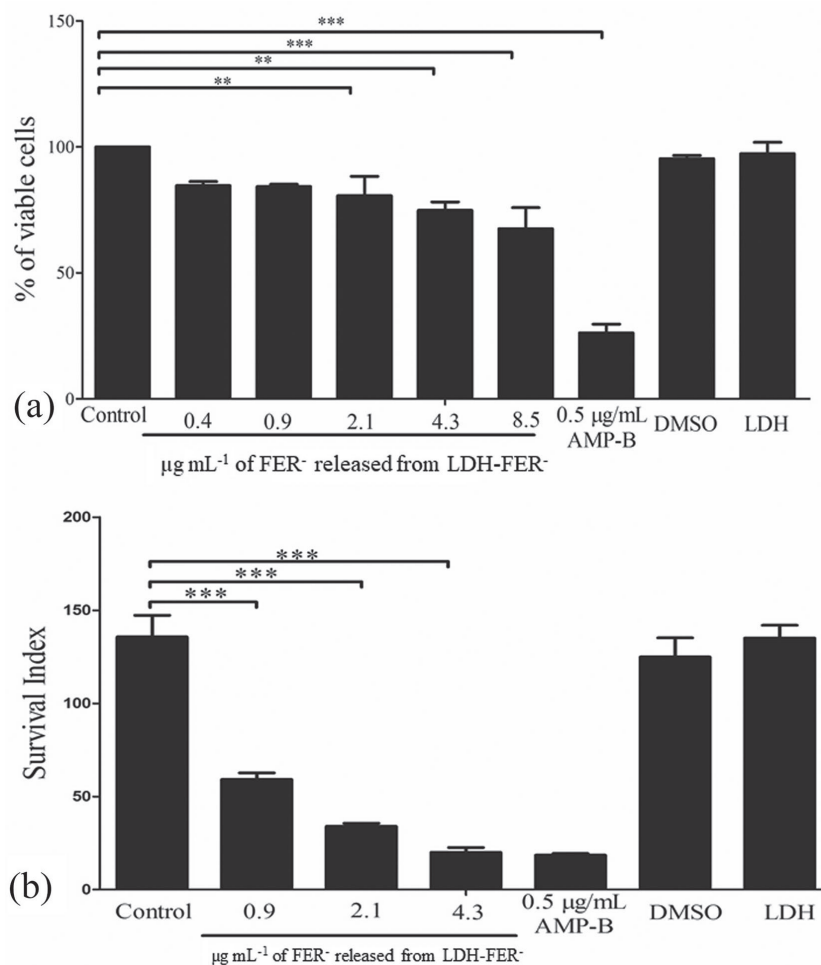 150
***
***
**
**
100
% of viable cells
50
(a)
0
Control
0.4
0.9
2.1
4.3
8.5
0.5 μg/mL
AMP-B
DMSO
LDH
μg mL⁻¹ of FER⁻ released from LDH-FER⁻
200
***
***
***
150
Survival Index
100
50
(b)
0
Control
0.9
2.1
4.3
0.5 μg/mL
AMP-B
DMSO
LDH
μg mL⁻¹ of FER⁻ released from LDH-FER⁻